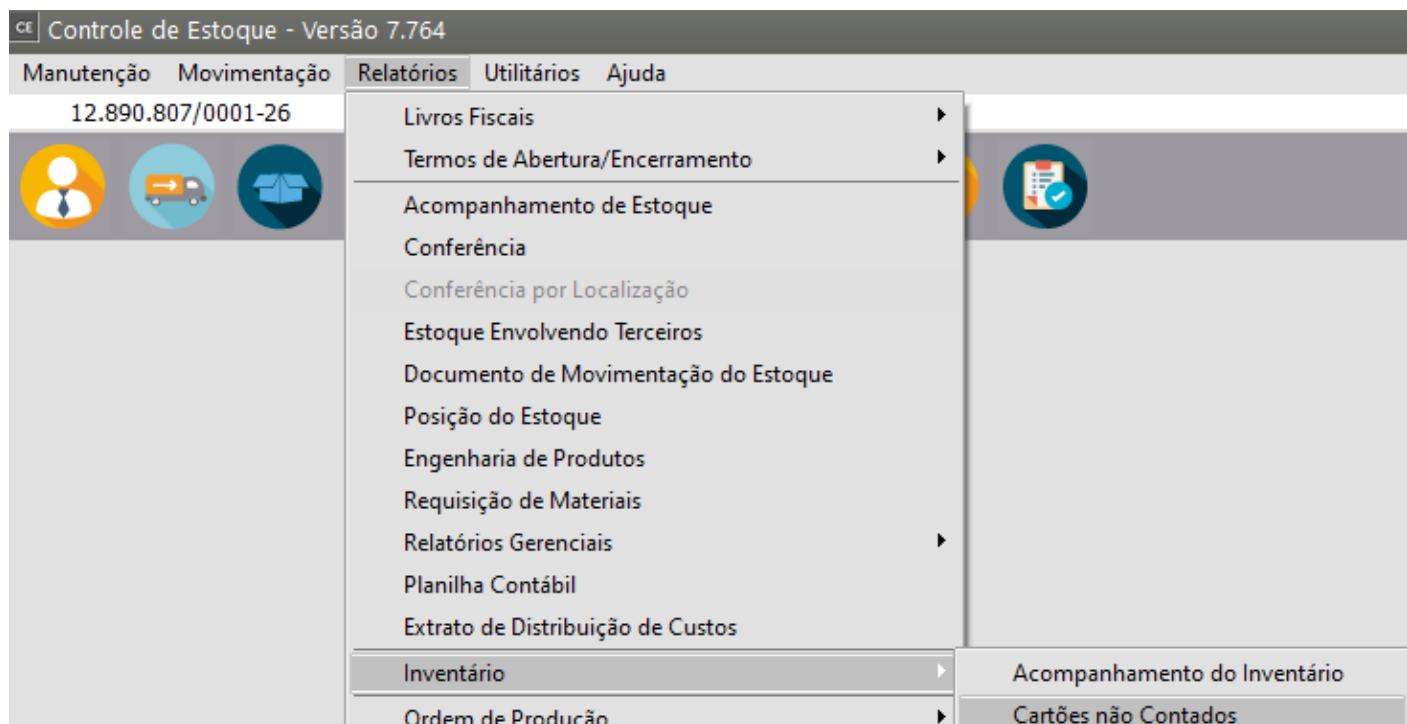 CE Controle de Estoque - Versão 7.764
Manutenção Movimentação Relatórios Utilitários Ajuda
12.890.807/0001-26
Livros Fiscais
Termos de Abertura/Encerramento
Acompanhamento de Estoque
Conferência
Conferência por Localização
Estoque Envolvendo Terceiros
Documento de Movimentação do Estoque
Posição do Estoque
Engenharia de Produtos
Requisição de Materiais
Relatórios Gerenciais
Planilha Contábil
Extrato de Distribuição de Custos
Inventário
Acompanhamento do Inventário
Ordem de Produção
Cartões não Contados